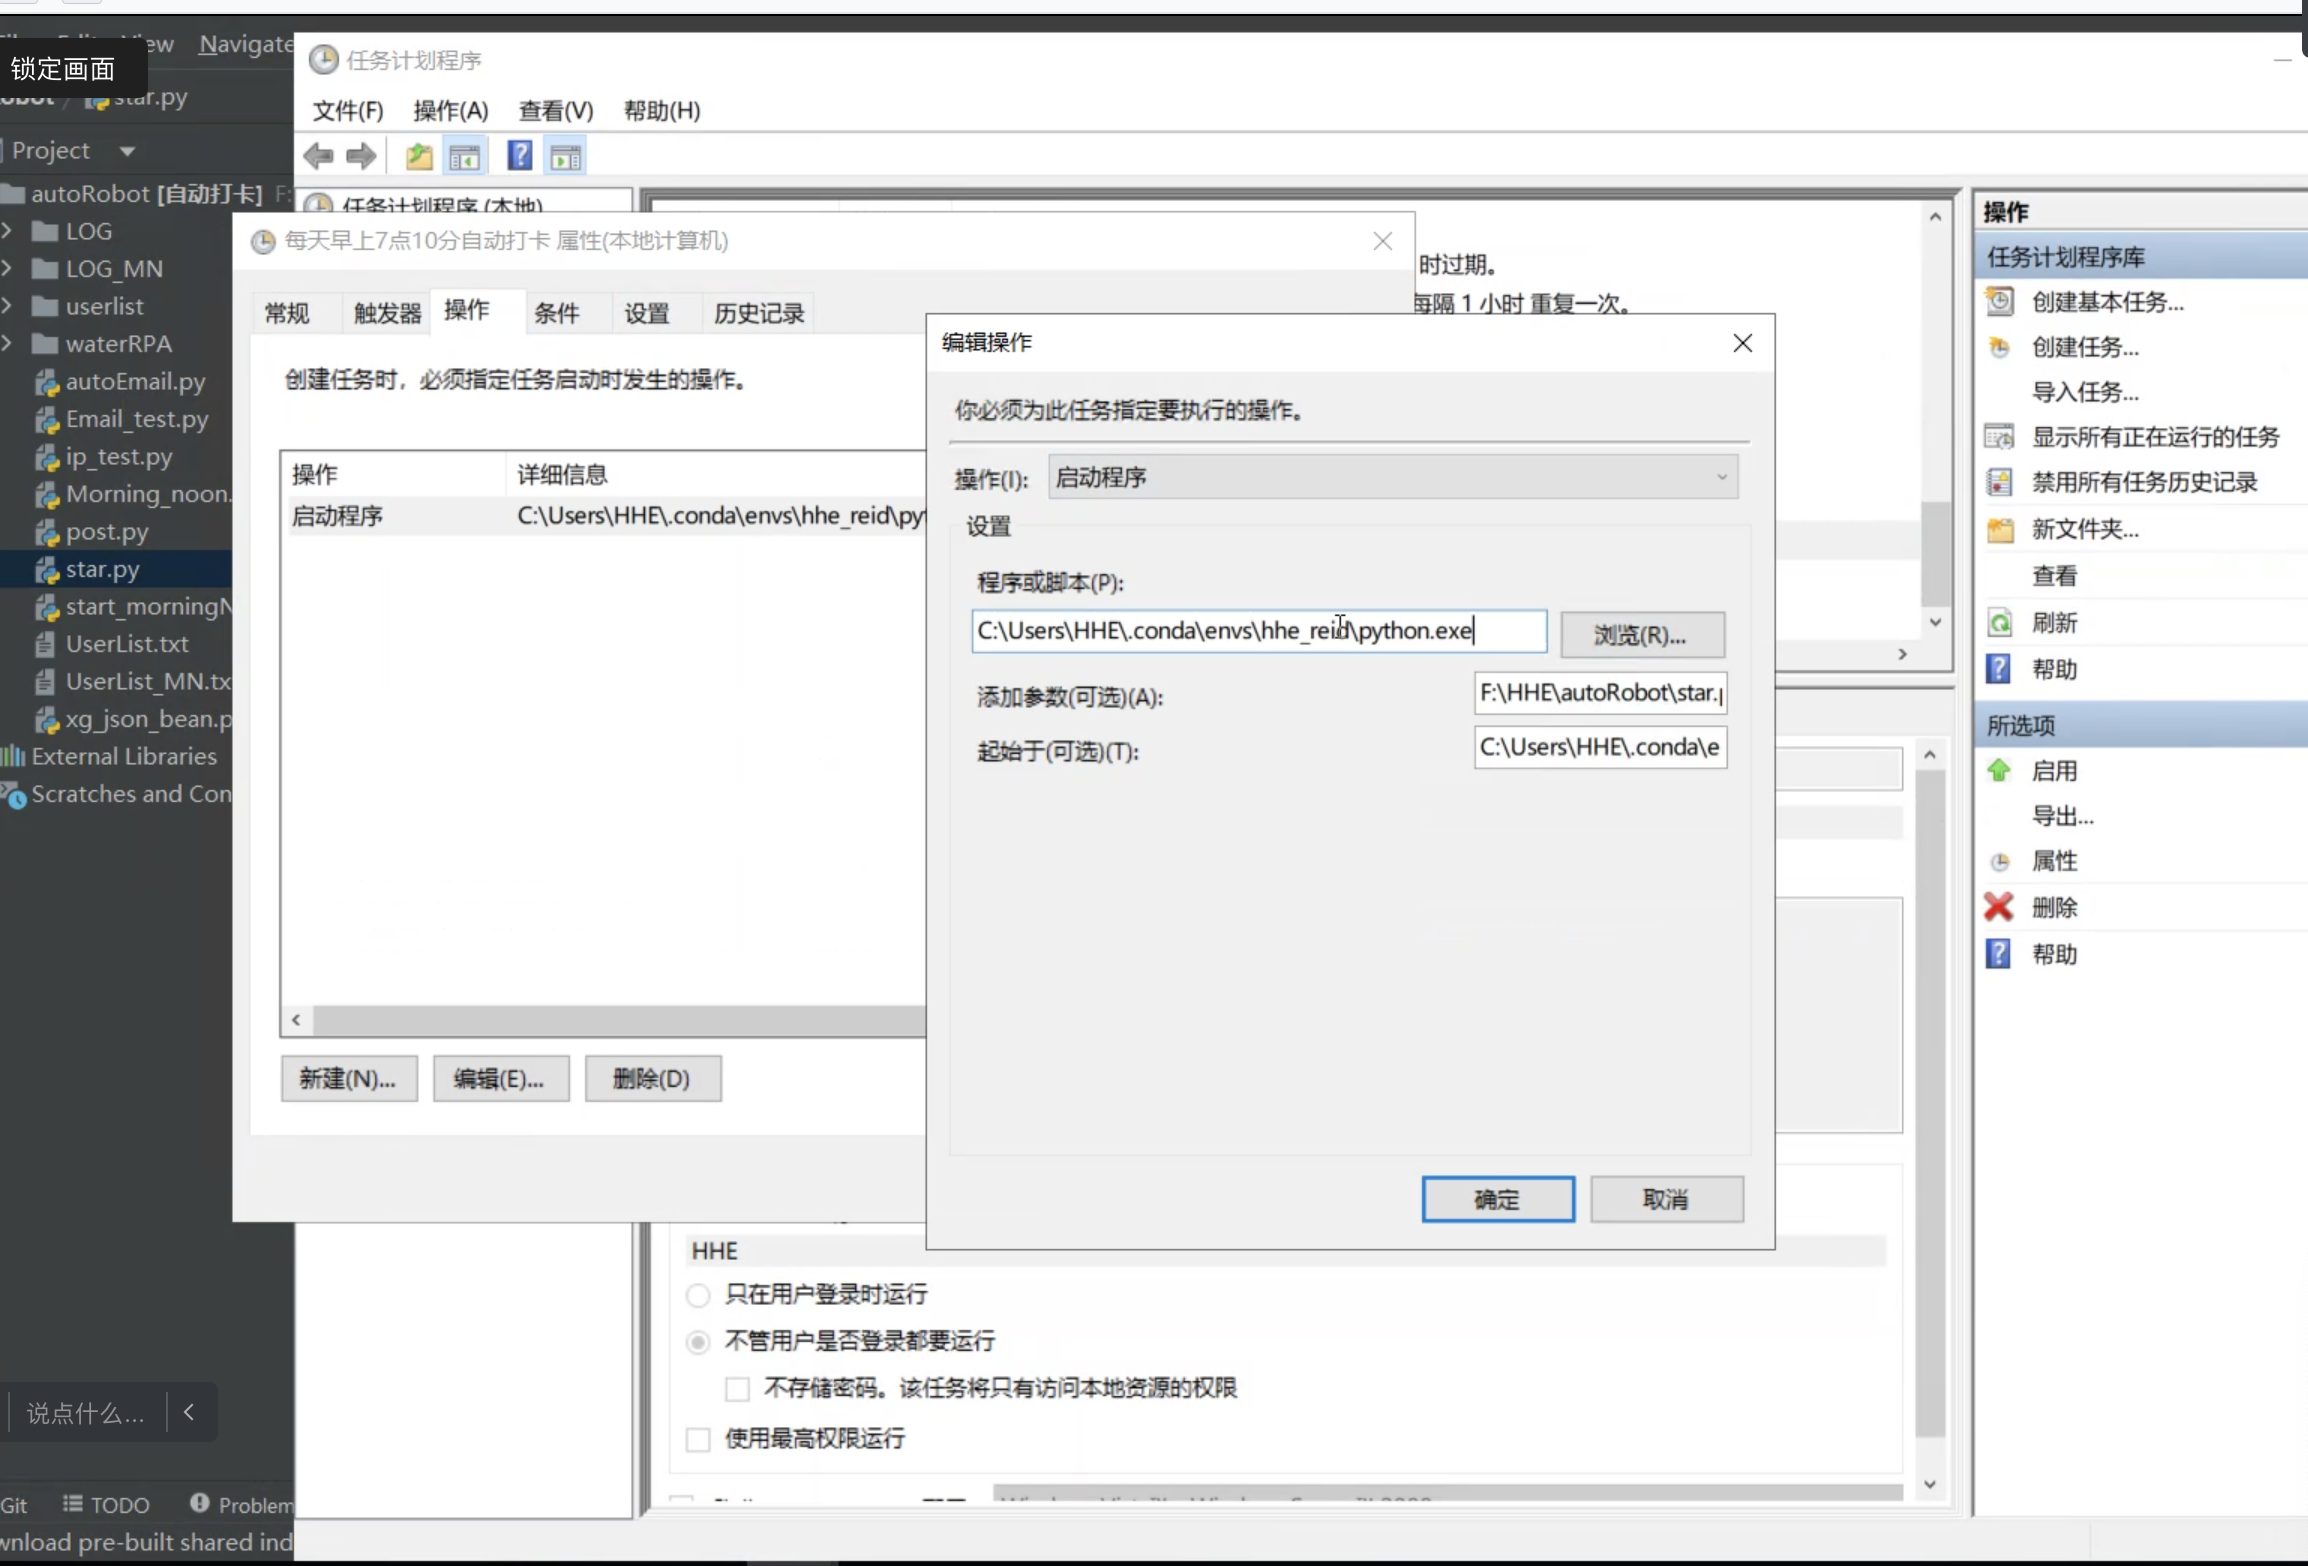 View Navigate
锁定画面
star.py
Project
autoRobot [自动打卡] F:
LOG
LOG_MN
userlist
waterRPA
autoEmail.py
Email_test.py
ip_test.py
Morning_noon.
post.py
star.py
start_morningN
UserList.txt
UserList_MN.tx
xg_json_bean.p
External Libraries
Scratches and Con
说点什么...
Git
TODO
Problem
wnload pre-built shared ind
任务计划程序
文件(F) 操作(A) 查看(V) 帮助(H)
任务计划程序 (本地)
时过期。
每隔 1 小时 重复一次。
每天早上7点10分自动打卡 属性(本地计算机)
常规 触发器 操作 条件 设置 历史记录
创建任务时，必须指定任务启动时发生的操作。
操作 详细信息
启动程序 C:\Users\HHE\.conda\envs\hhe_reid\pyt
新建(N)... 编辑(E)... 删除(D)
编辑操作
你必须为此任务指定要执行的操作。
操作(I): 启动程序
设置
程序或脚本(P):
C:\Users\HHE\.conda\envs\hhe_reid\python.exe 浏览(R)...
添加参数(可选)(A): F:\HHE\autoRobot\star.p
起始于(可选)(T): C:\Users\HHE\.conda\e
确定 取消
HHE
只在用户登录时运行
不管用户是否登录都要运行
不存储密码。该任务将只有访问本地资源的权限
使用最高权限运行
操作
任务计划程序库
创建基本任务...
创建任务...
导入任务...
显示所有正在运行的任务
禁用所有任务历史记录
新文件夹...
查看
刷新
帮助
所选项
启用
导出...
属性
删除
帮助